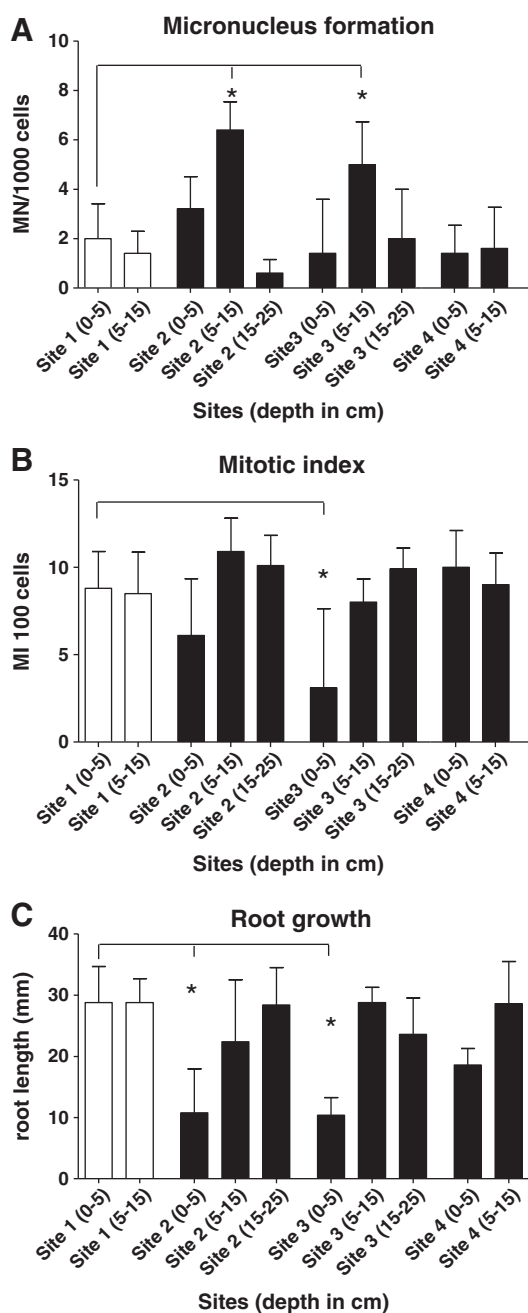 A
Micronucleus formation
MN/1000 cells
10
8
6
4
2
0
*
*
Site 1 (0-5)
Site 1 (5-15)
Site 2 (0-5)
Site 2 (5-15)
Site 2 (15-25)
Site3 (0-5)
Site 3 (5-15)
Site 3 (15-25)
Site 4 (0-5)
Site 4 (5-15)
Sites (depth in cm)
B
Mitotic index
MI 100 cells
15
10
5
0
*
Site 1 (0-5)
Site 1 (5-15)
Site 2 (0-5)
Site 2 (5-15)
Site 2 (15-25)
Site3 (0-5)
Site 3 (5-15)
Site 3 (15-25)
Site 4 (0-5)
Site 4 (5-15)
Sites (depth in cm)
C
Root growth
root length (mm)
40
30
20
10
0
*
*
Site 1 (0-5)
Site 1 (5-15)
Site 2 (0-5)
Site 2 (5-15)
Site 2 (15-25)
Site 3 (0-5)
Site 3 (5-15)
Site 3 (15-25)
Site 4 (0-5)
Site 4 (5-15)
Sites (depth in cm)